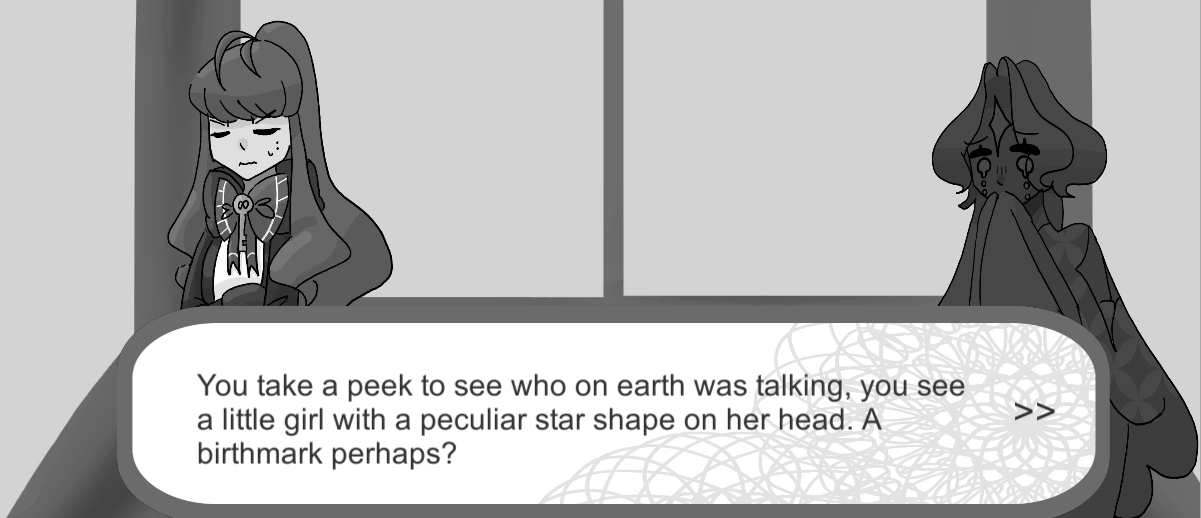 You take a peek to see who on earth was talking, you see
a little girl with a peculiar star shape on her head. A
birthmark perhaps?
>>